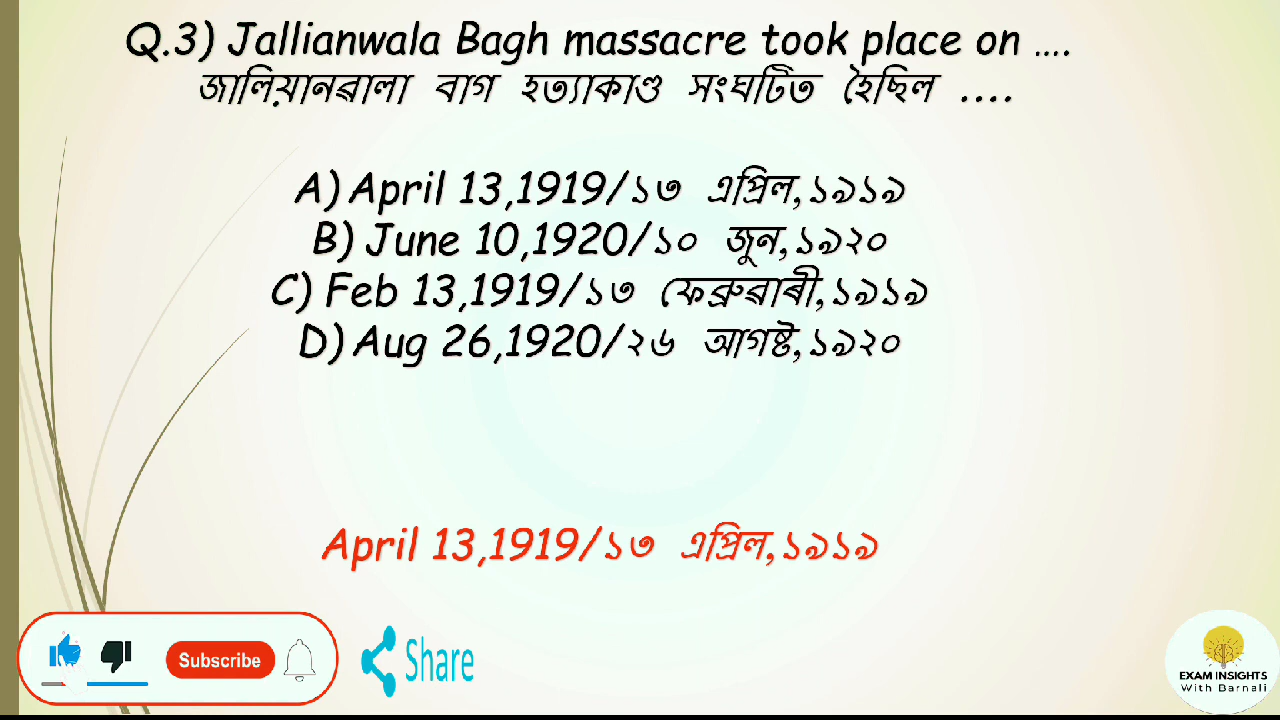 Q.3) Jallianwala Bagh massacre took place on ....
জালিয়ানৱালা বাগ হত্যাকাণ্ড সংঘটিত হৈছিল ....
A) April 13,1919/১৩ এপ্ৰিল,১৯১৯
B) June 10,1920/১০ জুন,১৯২০
C) Feb 13,1919/১৩ ফেব্ৰুৱাৰী,১৯১৯
D) Aug 26,1920/২৬ আগষ্ট,১৯২০
April 13,1919/১৩ এপ্ৰিল,১৯১৯
Subscribe
Share
EXAM INSIGHTS
With Barnali